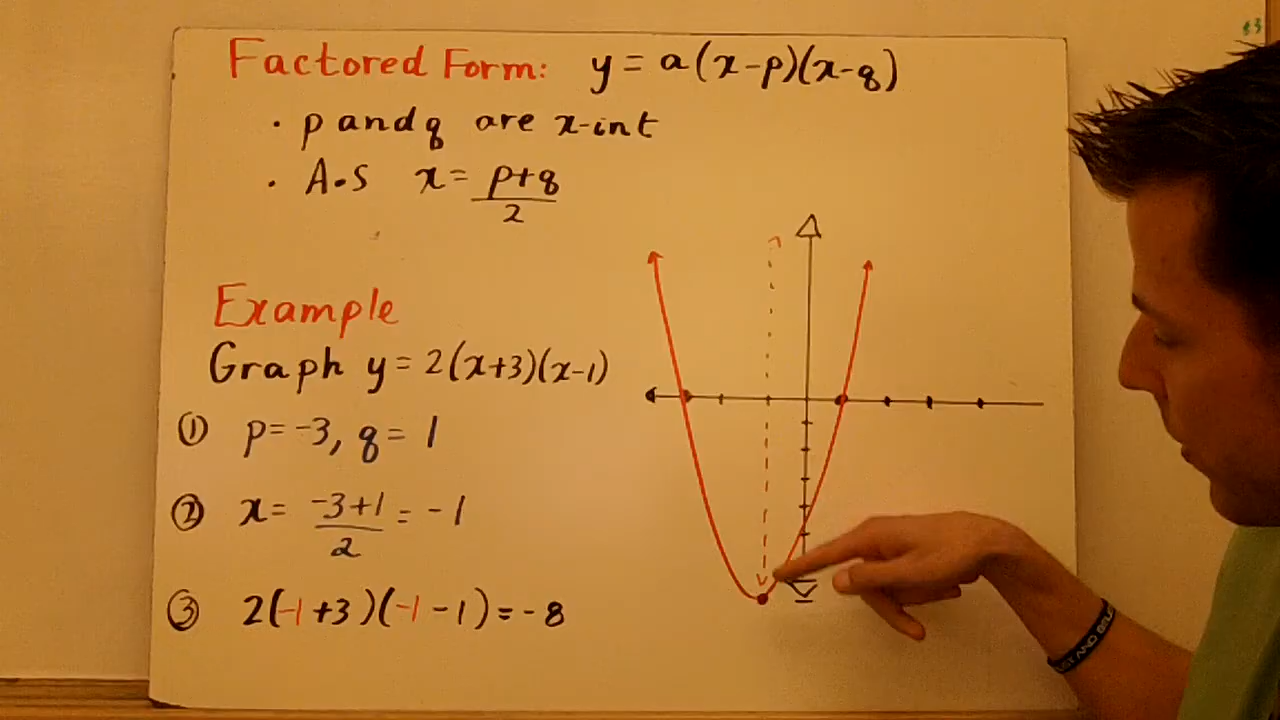 Factored Form: y = a(x-p)(x-q)
· p and q are x-int
· A.S x = p+q
2
Example
Graph y = 2(x+3)(x-1)
① p = -3, q = 1
② x = -3+1 = -1
2
③ 2(-1+3)(-1-1) = -8